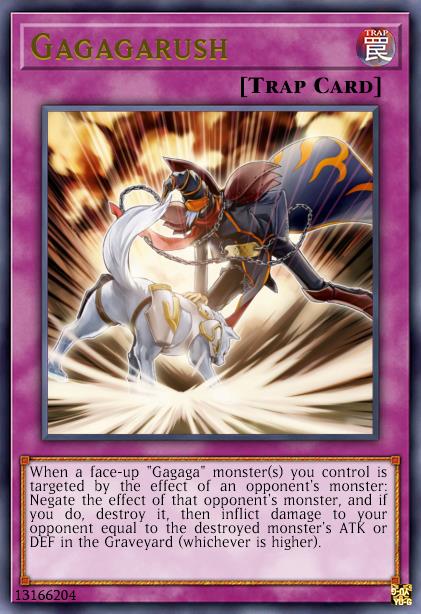 GAGAGARUSH
TRAP
罠
[TRAP CARD]
When a face-up "Gagaga" monster(s) you control is
targeted by the effect of an opponent's monster:
Negate the effect of that opponent's monster, and if
you do, destroy it, then inflict damage to your
opponent equal to the destroyed monster's ATK or
DEF in the Graveyard (whichever is higher).
13166204